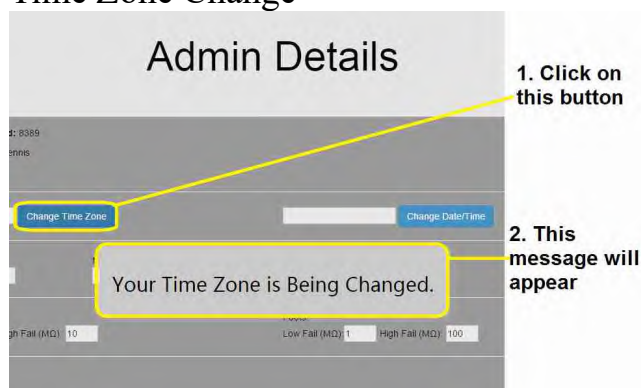 Time Zone Change
Admin Details
1. Click on
this button
d: 8389
ennis
Change Time Zone
Change Date/Time
2. This
message will
appear
Your Time Zone is Being Changed.
gh Fail (MΩ): 10
Low Fail (MΩ): 1 High Fail (MΩ): 100